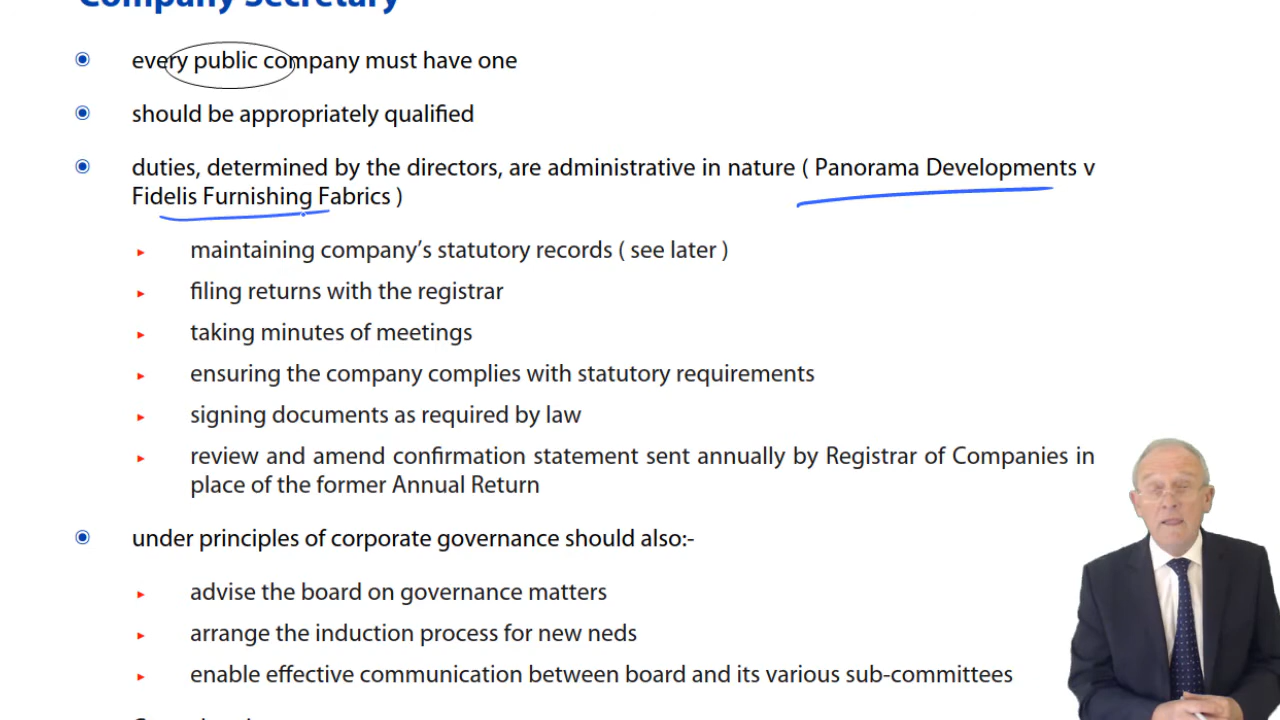 Company Secretary
every public company must have one
should be appropriately qualified
duties, determined by the directors, are administrative in nature ( Panorama Developments v
Fidelis Furnishing Fabrics )
maintaining company's statutory records ( see later )
filing returns with the registrar
taking minutes of meetings
ensuring the company complies with statutory requirements
signing documents as required by law
review and amend confirmation statement sent annually by Registrar of Companies in
place of the former Annual Return
under principles of corporate governance should also:-
advise the board on governance matters
arrange the induction process for new neds
enable effective communication between board and its various sub-committees